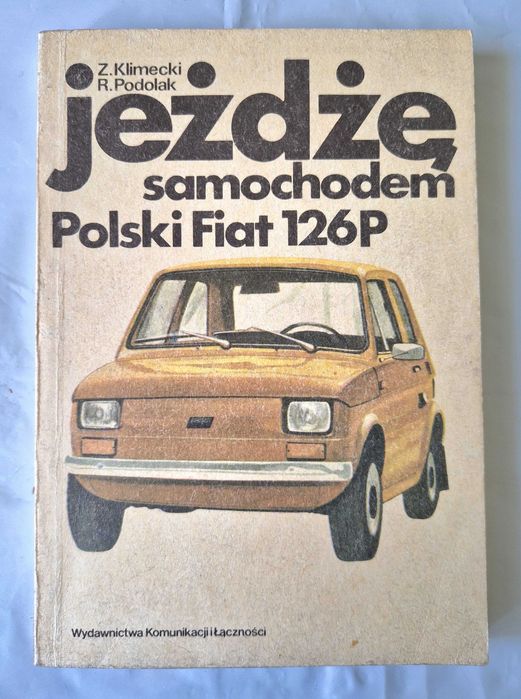 Z. Klimecki
R. Podolak
jeżdżę
samochodem
Polski Fiat 126P
Wydawnictwa Komunikacji i Łączności